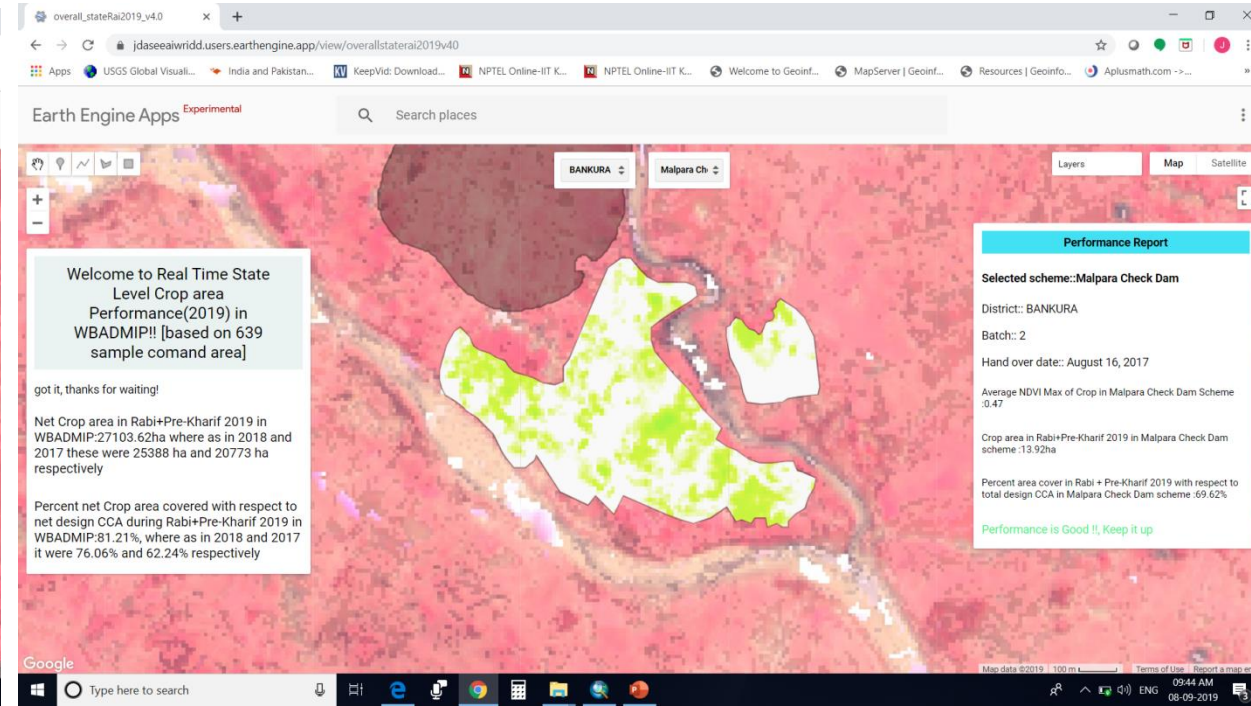 overall_stateRai2019_v4.0
jdaseeaiwridd.users.earthengine.app/view/overallstaterai2019v40
Apps USGS Global Visuali... India and Pakistan... KeepVid: Download... NPTEL Online-IIT K... NPTEL Online-IIT K... Welcome to Geoinf... MapServer | Geoinf... Resources | Geoinfo... Aplusmath.com ->... »
Earth Engine Apps Experimental
Search places
BANKURA
Malpara Ch
Layers
Map Satellite
Welcome to Real Time State
Level Crop area
Performance(2019) in
WBADMIP!! [based on 639
sample comand area]
got it, thanks for waiting!
Net Crop area in Rabi+Pre-Kharif 2019 in
WBADMIP:27103.62ha where as in 2018 and
2017 these were 25388 ha and 20773 ha
respectively
Percent net Crop area covered with respect to
net design CCA during Rabi+Pre-Kharif 2019 in
WBADMIP:81.21%, where as in 2018 and 2017
it were 76.06% and 62.24% respectively
Performance Report
Selected scheme::Malpara Check Dam
District:: BANKURA
Batch:: 2
Hand over date:: August 16, 2017
Average NDVI Max of Crop in Malpara Check Dam Scheme
:0.47
Crop area in Rabi+Pre-Kharif 2019 in Malpara Check Dam
scheme :13.92ha
Percent area cover in Rabi + Pre-Kharif 2019 with respect to
total design CCA in Malpara Check Dam scheme :69.62%
Performance is Good !!, Keep it up
Google
Map data ©2019 100 m Terms of Use Report a map er
Type here to search
ENG
09:44 AM
08-09-2019
3